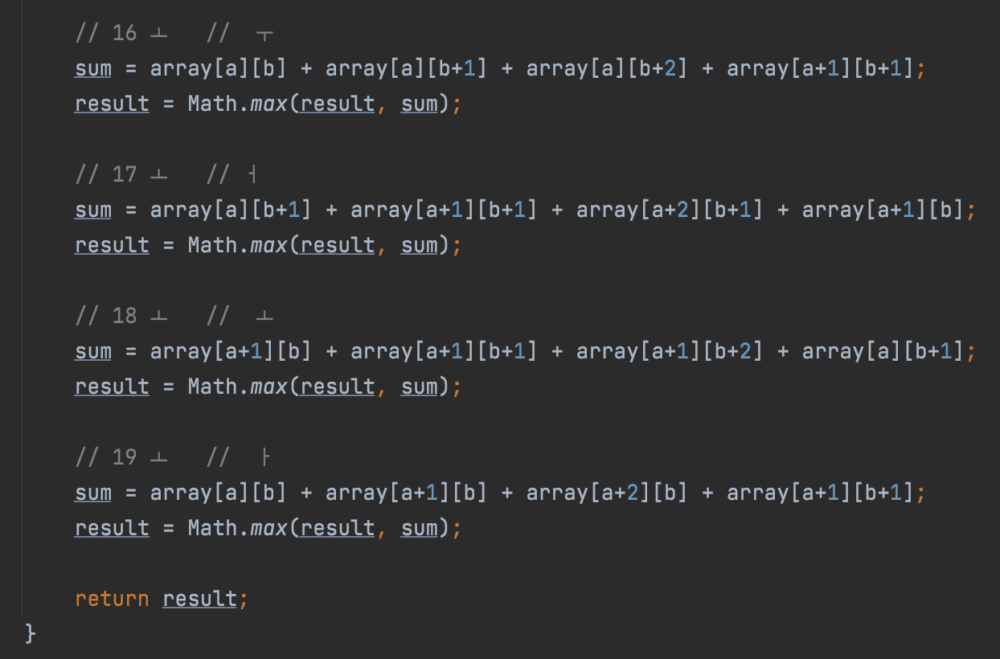 // 16 ㅗ   //  ㅜ
sum = array[a][b] + array[a][b+1] + array[a][b+2] + array[a+1][b+1];
result = Math.max(result, sum);
// 17 ㅗ   // ㅓ
sum = array[a][b+1] + array[a+1][b+1] + array[a+2][b+1] + array[a+1][b];
result = Math.max(result, sum);
// 18 ㅗ   //  ㅗ
sum = array[a+1][b] + array[a+1][b+1] + array[a+1][b+2] + array[a][b+1];
result = Math.max(result, sum);
// 19 ㅗ   //  ㅏ
sum = array[a][b] + array[a+1][b] + array[a+2][b] + array[a+1][b+1];
result = Math.max(result, sum);
return result;
}